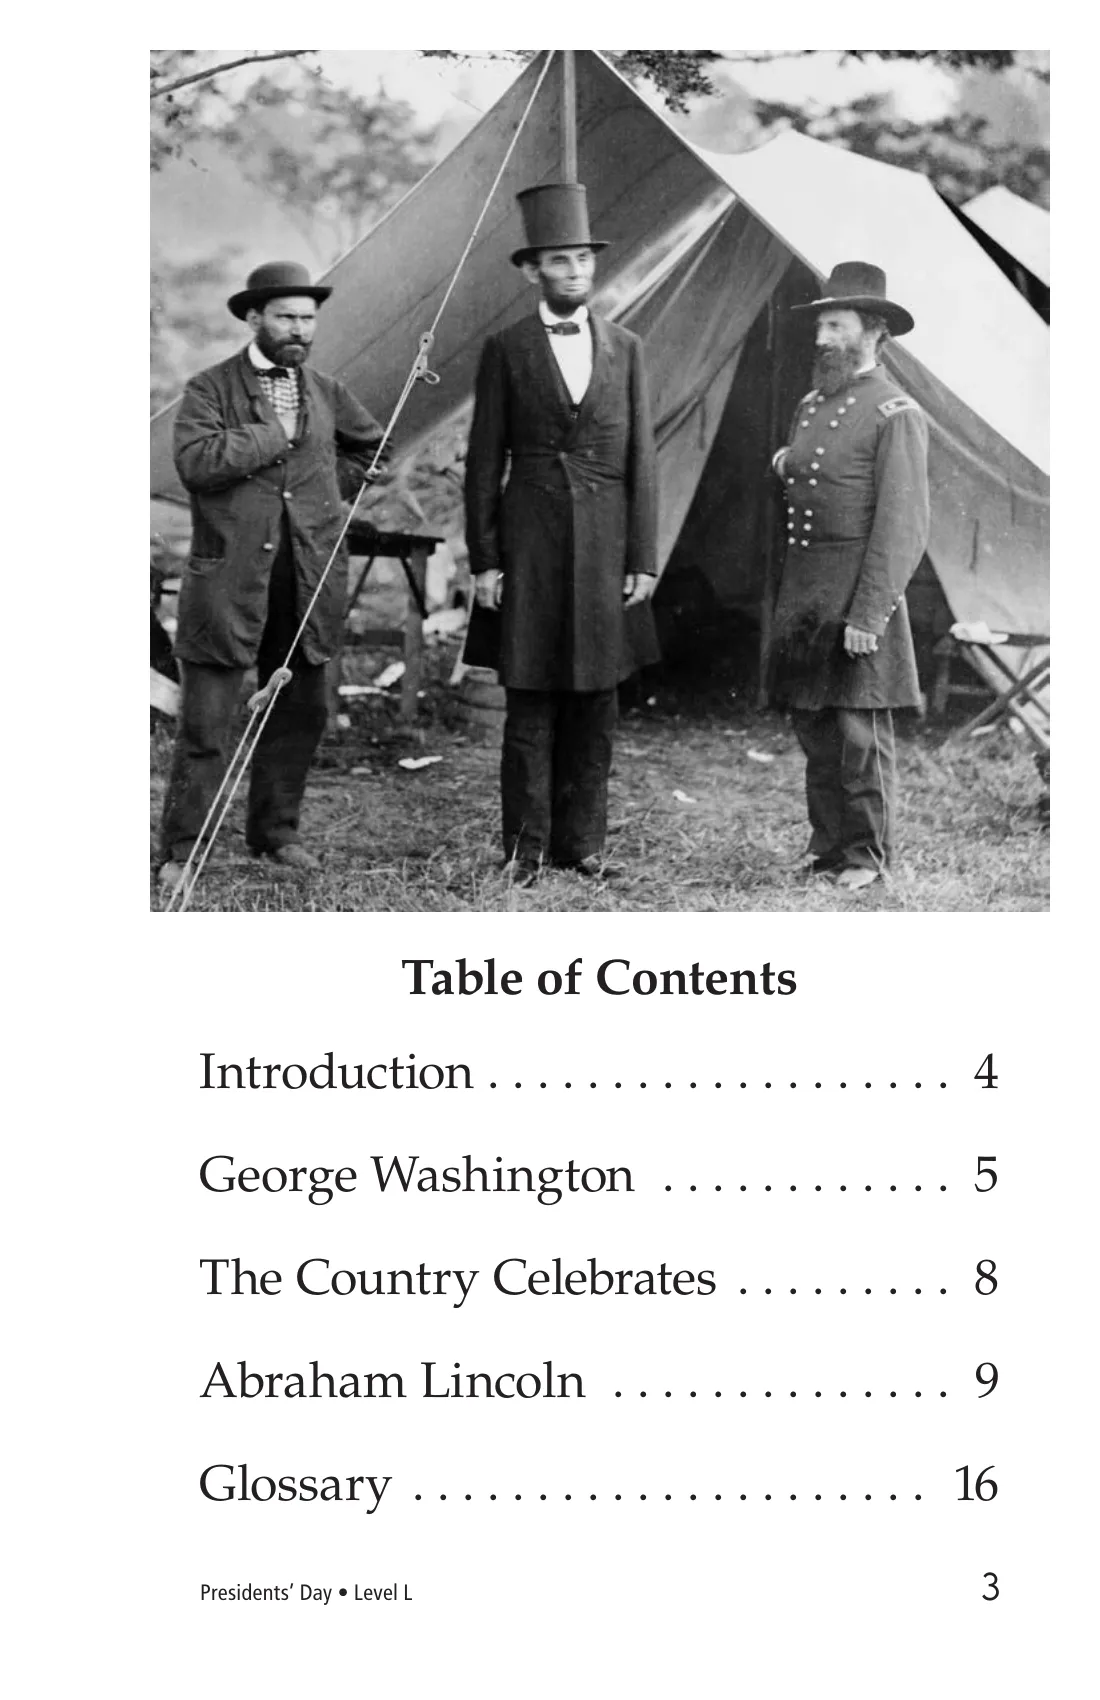 Table of Contents
Introduction . . . . . . . . . . . . . . . . . . . 4
George Washington . . . . . . . . . . . . 5
The Country Celebrates . . . . . . . . . 8
Abraham Lincoln . . . . . . . . . . . . . . 9
Glossary . . . . . . . . . . . . . . . . . . . . . 16
Presidents’ Day • Level L 3